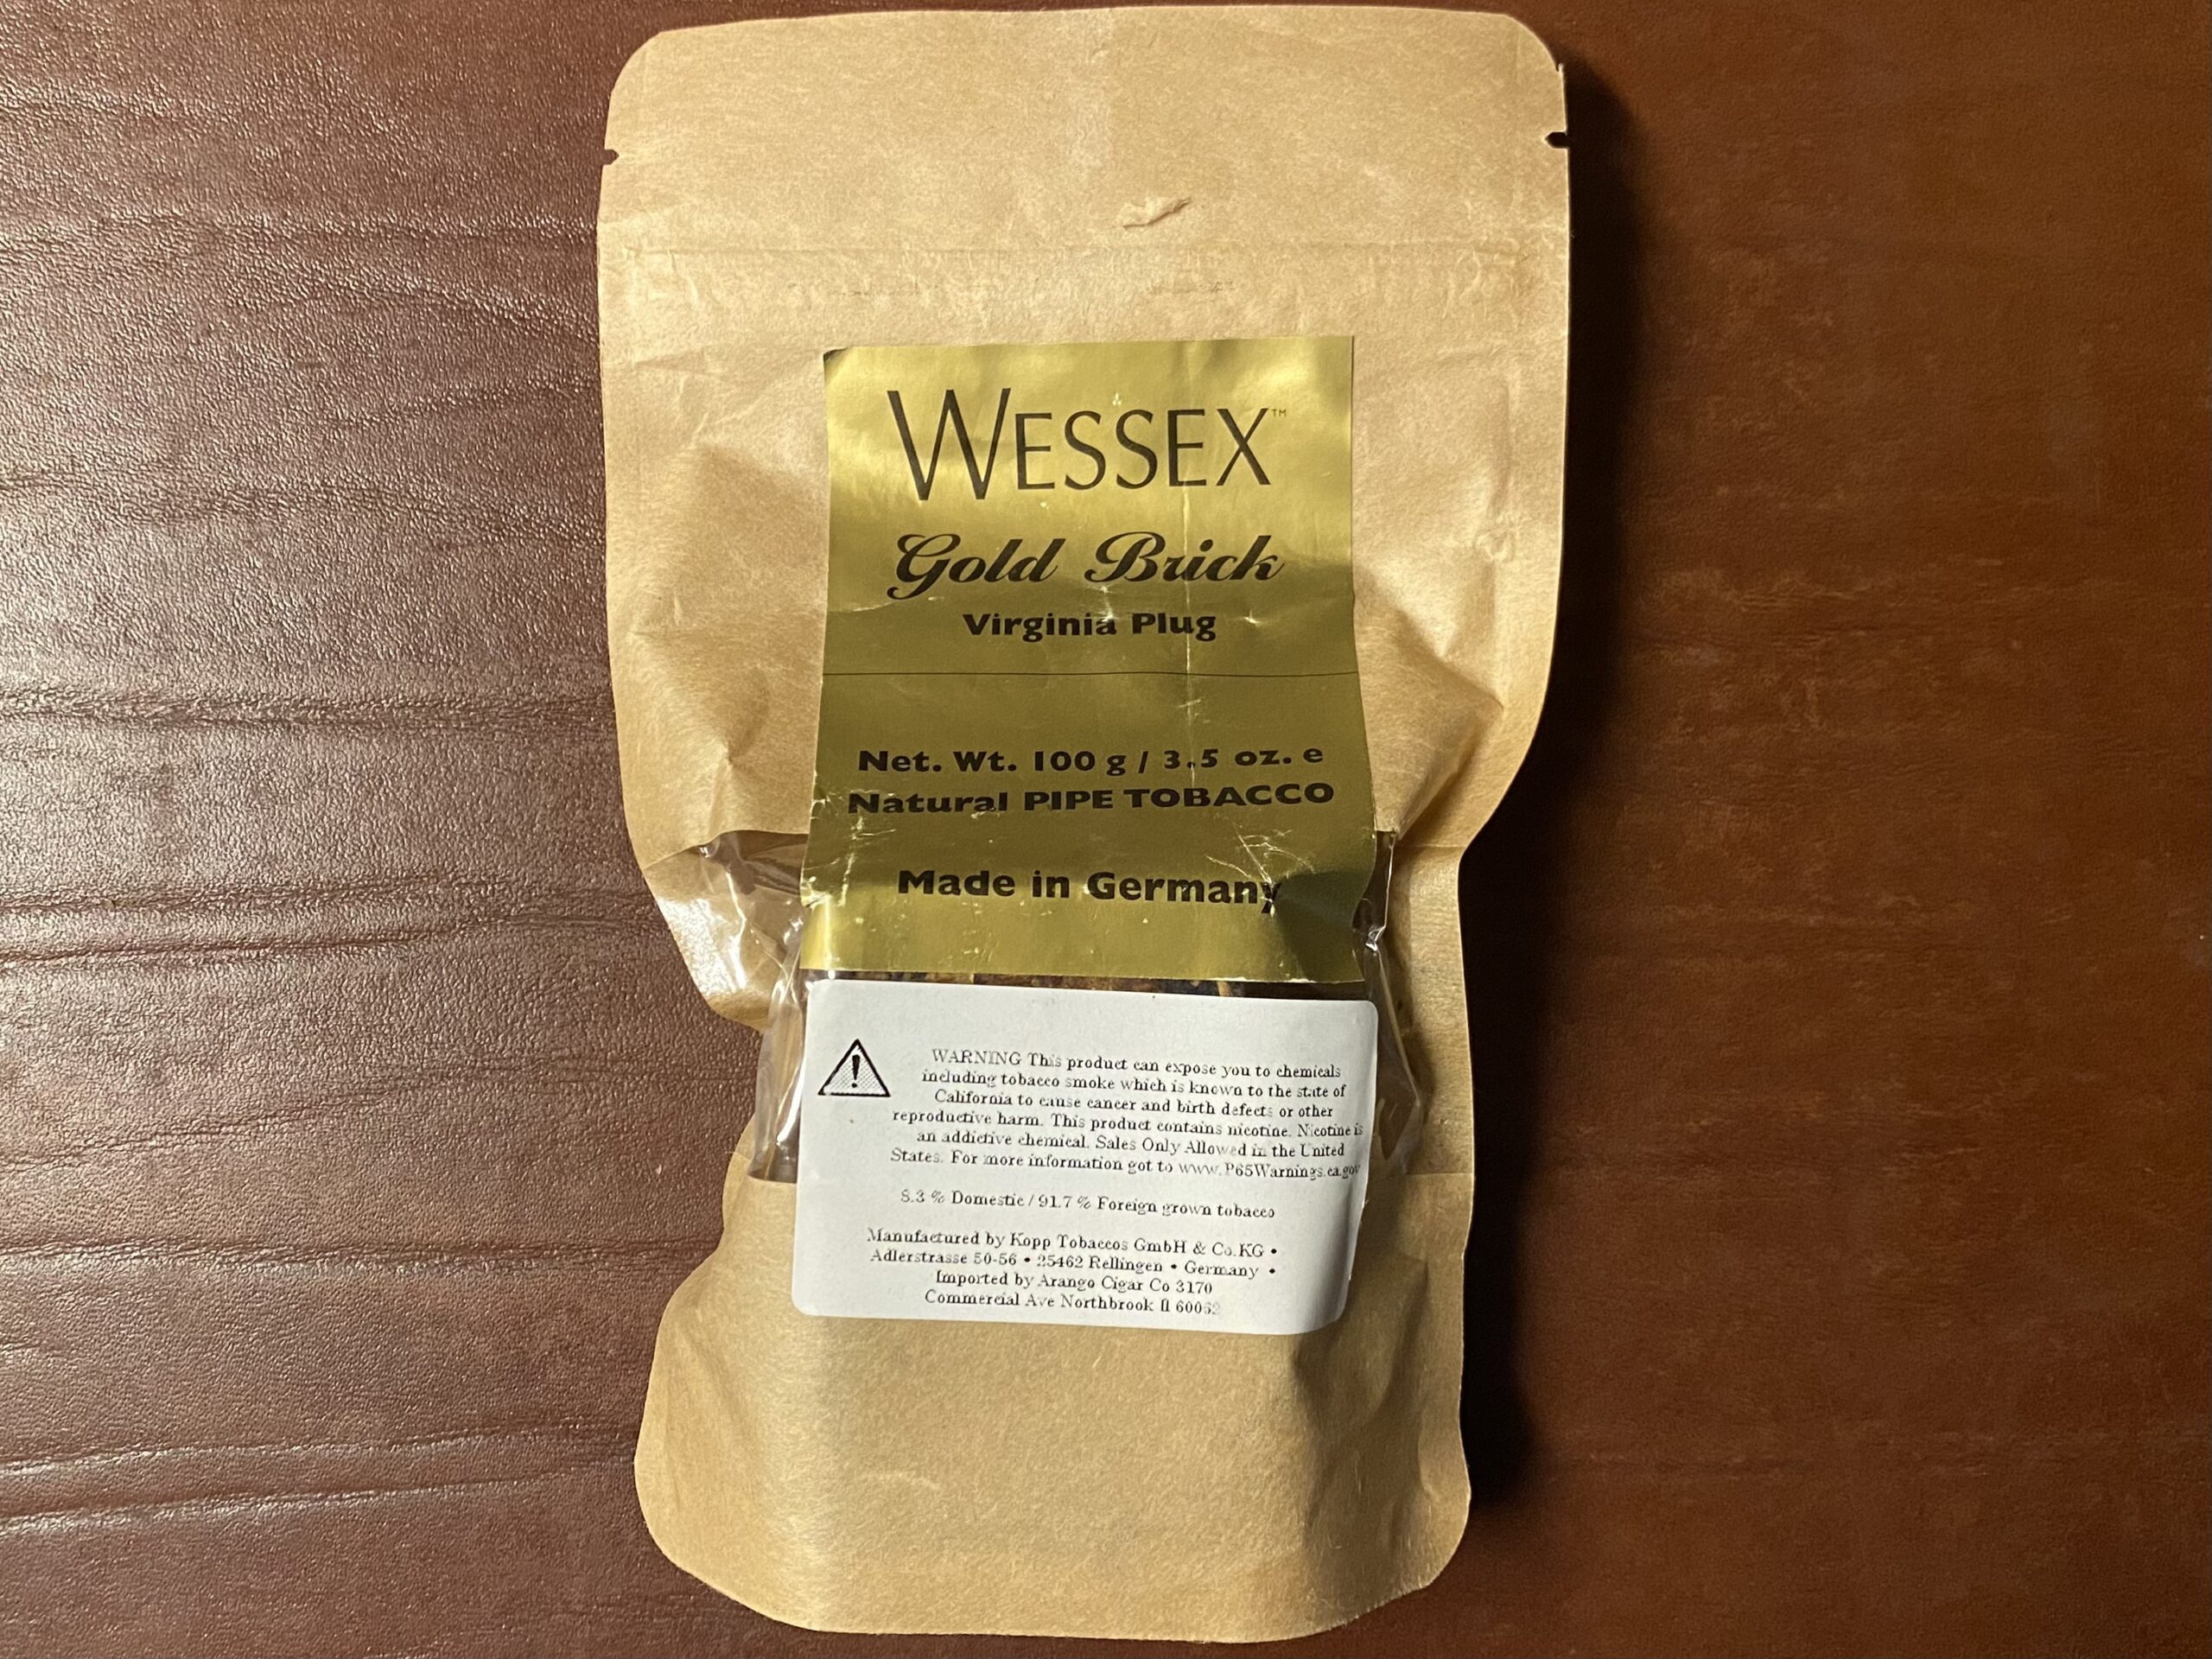 WESSEX™
Gold Brick
Virginia Plug
Net. Wt. 100 g / 3.5 oz. e
Natural PIPE TOBACCO
Made in Germany
WARNING This product can expose you to chemicals
including tobacco smoke which is known to the state of
California to cause cancer and birth defects or other
reproductive harm. This product contains nicotine. Nicotine is
an addictive chemical. Sales Only Allowed in the United
States. For more information got to www.P65Warnings.ca.gov
8.3 % Domestic / 91.7 % Foreign grown tobacco
Manufactured by Kopp Tobaccos GmbH & Co.KG •
Adlerstrasse 50-56 • 25462 Rellingen • Germany •
Imported by Arango Cigar Co 3170
Commercial Ave Northbrook Il 60062